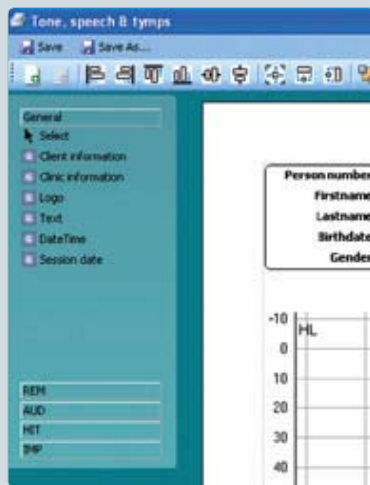 Tone, speech & tymps
Save Save As...
General
Select
Client information
Clinic information
Logo
Text
DateTime
Session date
REM
AUD
HIT
IMP
Person number
Firstname
Lastname
Birthdate
Gender
-10
HL
0
10
20
30
40